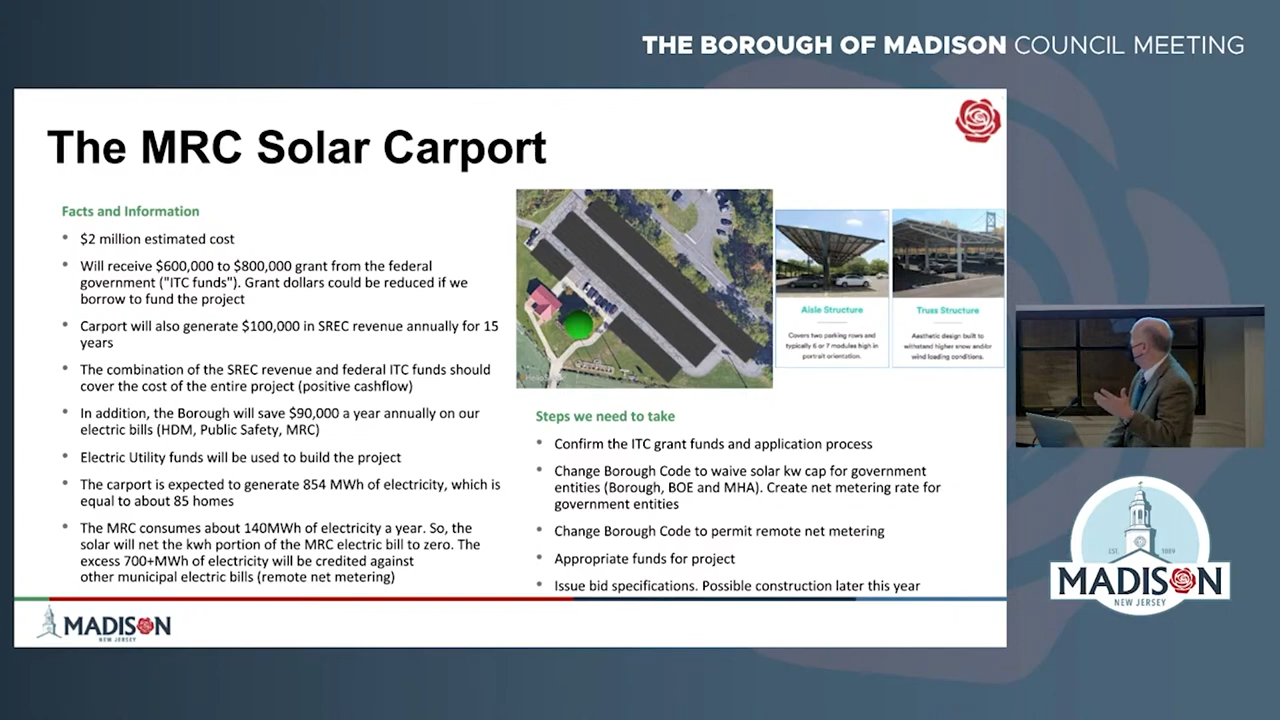 THE BOROUGH OF MADISON COUNCIL MEETING
The MRC Solar Carport
Facts and Information
• $2 million estimated cost
• Will receive $600,000 to $800,000 grant from the federal
government ("ITC funds"). Grant dollars could be reduced if we
borrow to fund the project
• Carport will also generate $100,000 in SREC revenue annually for 15
years
• The combination of the SREC revenue and federal ITC funds should
cover the cost of the entire project (positive cashflow)
• In addition, the Borough will save $90,000 a year annually on our
electric bills (HDM, Public Safety, MRC)
• Electric Utility funds will be used to build the project
• The carport is expected to generate 854 MWh of electricity, which is
equal to about 85 homes
• The MRC consumes about 140MWh of electricity a year. So, the
solar will net the kwh portion of the MRC electric bill to zero. The
excess 700+MWh of electricity will be credited against
other municipal electric bills (remote net metering)
Aisle Structure
Covers two parking rows and
typically 6 or 7 modules high in
portrait orientation.
Truss Structure
Aesthetic design built to
withstand higher snow and/or
wind loading conditions.
Steps we need to take
• Confirm the ITC grant funds and application process
• Change Borough Code to waive solar kw cap for government
entities (Borough, BOE and MHA). Create net metering rate for
government entities
• Change Borough Code to permit remote net metering
• Appropriate funds for project
• Issue bid specifications. Possible construction later this year
MADISON
NEW JERSEY
EST. 1889
MADISON
NEW JERSEY